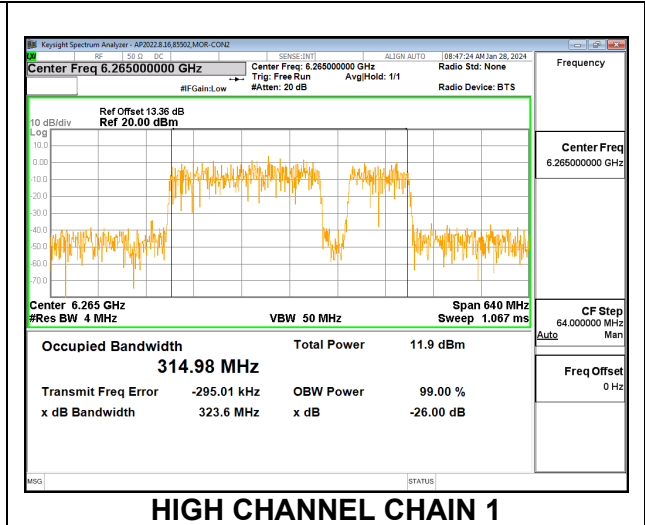 Keysight Spectrum Analyzer - AP2022.8.16,85502,MOR-CON2
RF 50 Ω DC SENSE:INT ALIGN AUTO 08:47:24 AM Jan 28, 2024
Center Freq 6.265000000 GHz
Center Freq: 6.265000000 GHz
Radio Std: None
Trig: Free Run Avg|Hold: 1/1
#IFGain:Low
#Atten: 20 dB
Radio Device: BTS
Frequency
Ref Offset 13.36 dB
10 dB/div Ref 20.00 dBm
Log
10.0
0.00
-10.0
-20.0
-30.0
-40.0
-50.0
-60.0
-70.0
Center Freq
6.265000000 GHz
Center 6.265 GHz
Span 640 MHz
#Res BW 4 MHz
VBW 50 MHz
Sweep 1.067 ms
CF Step
64.000000 MHz
Auto Man
Occupied Bandwidth
314.98 MHz
Total Power 11.9 dBm
Transmit Freq Error -295.01 kHz
OBW Power 99.00 %
x dB Bandwidth 323.6 MHz
x dB -26.00 dB
Freq Offset
0 Hz
MSG
STATUS
HIGH CHANNEL CHAIN 1